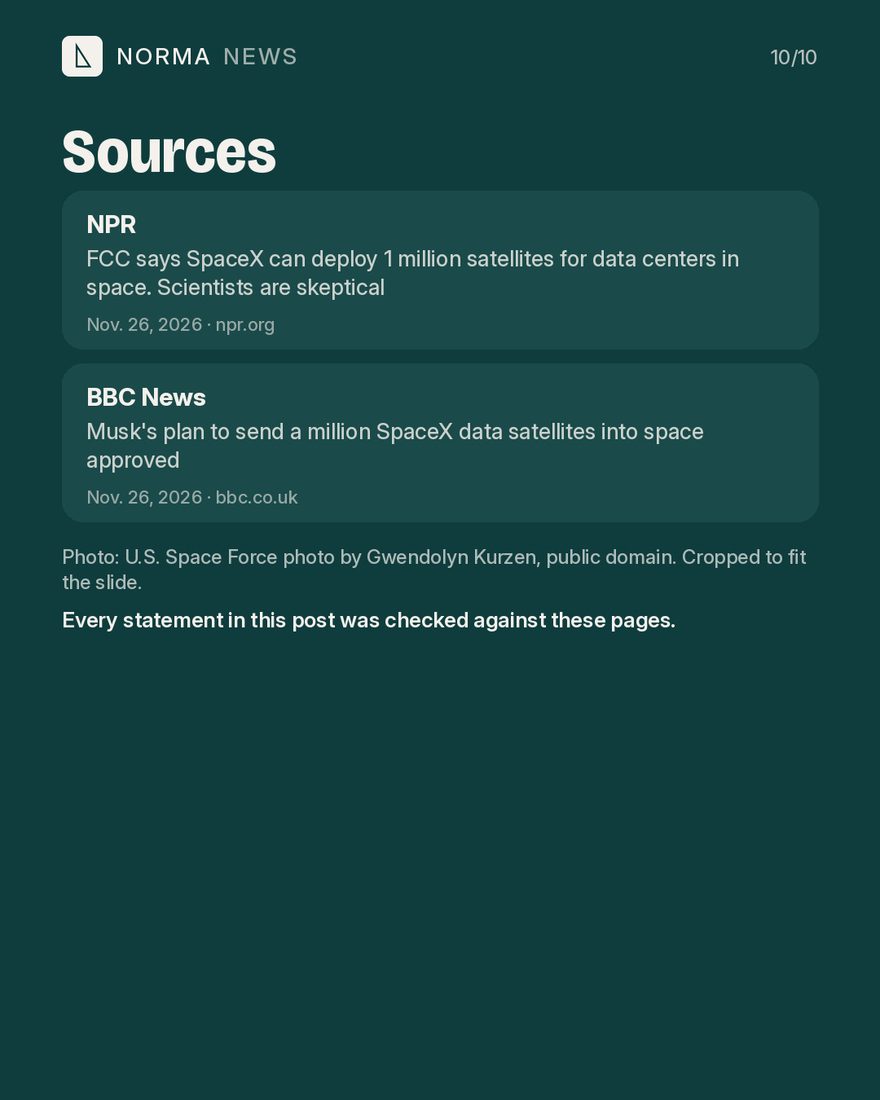 NORMA NEWS
10/10
Sources
NPR
FCC says SpaceX can deploy 1 million satellites for data centers in
space. Scientists are skeptical
Nov. 26, 2026 · npr.org
BBC News
Musk's plan to send a million SpaceX data satellites into space
approved
Nov. 26, 2026 · bbc.co.uk
Photo: U.S. Space Force photo by Gwendolyn Kurzen, public domain. Cropped to fit
the slide.
Every statement in this post was checked against these pages.